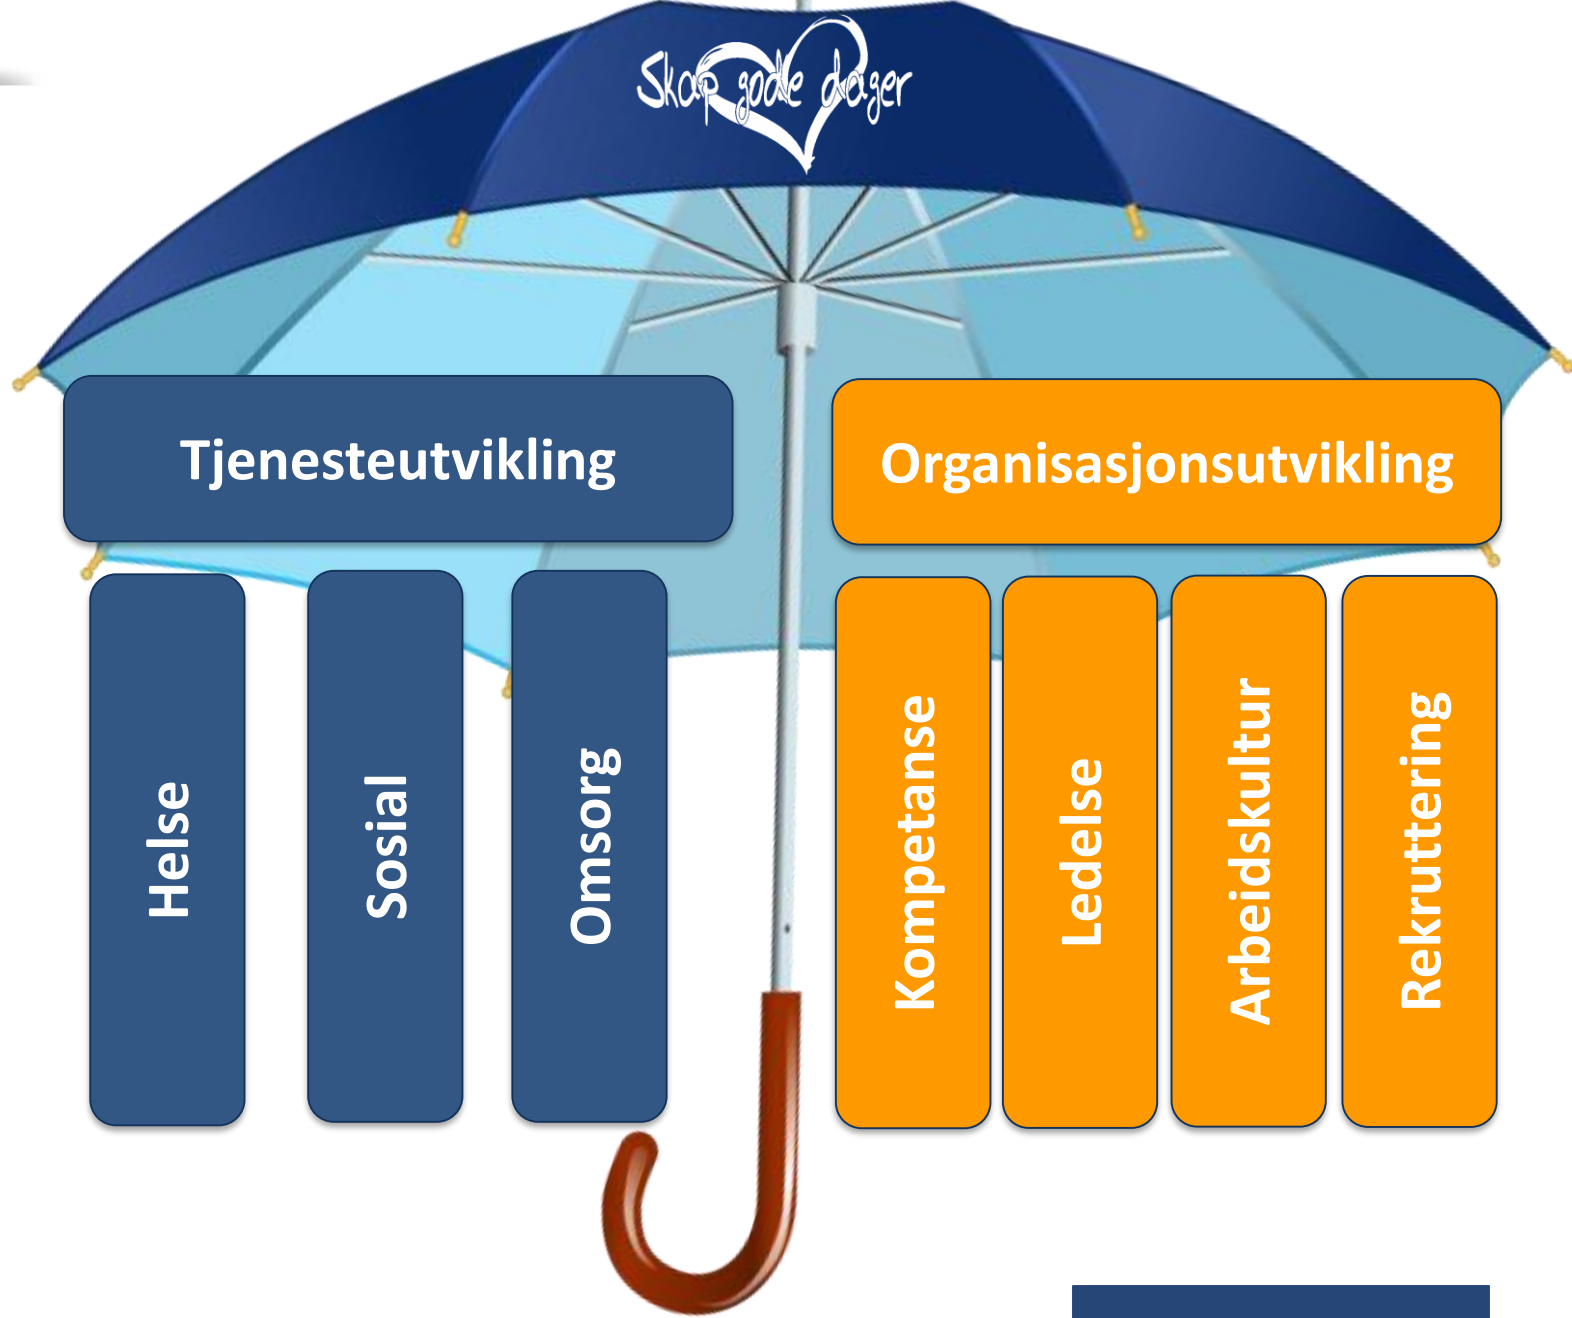 Skap gode dager
Tjenesteutvikling
Organisasjonsutvikling
Helse
Sosial
Omsorg
Kompetanse
Ledelse
Arbeidskultur
Rekruttering